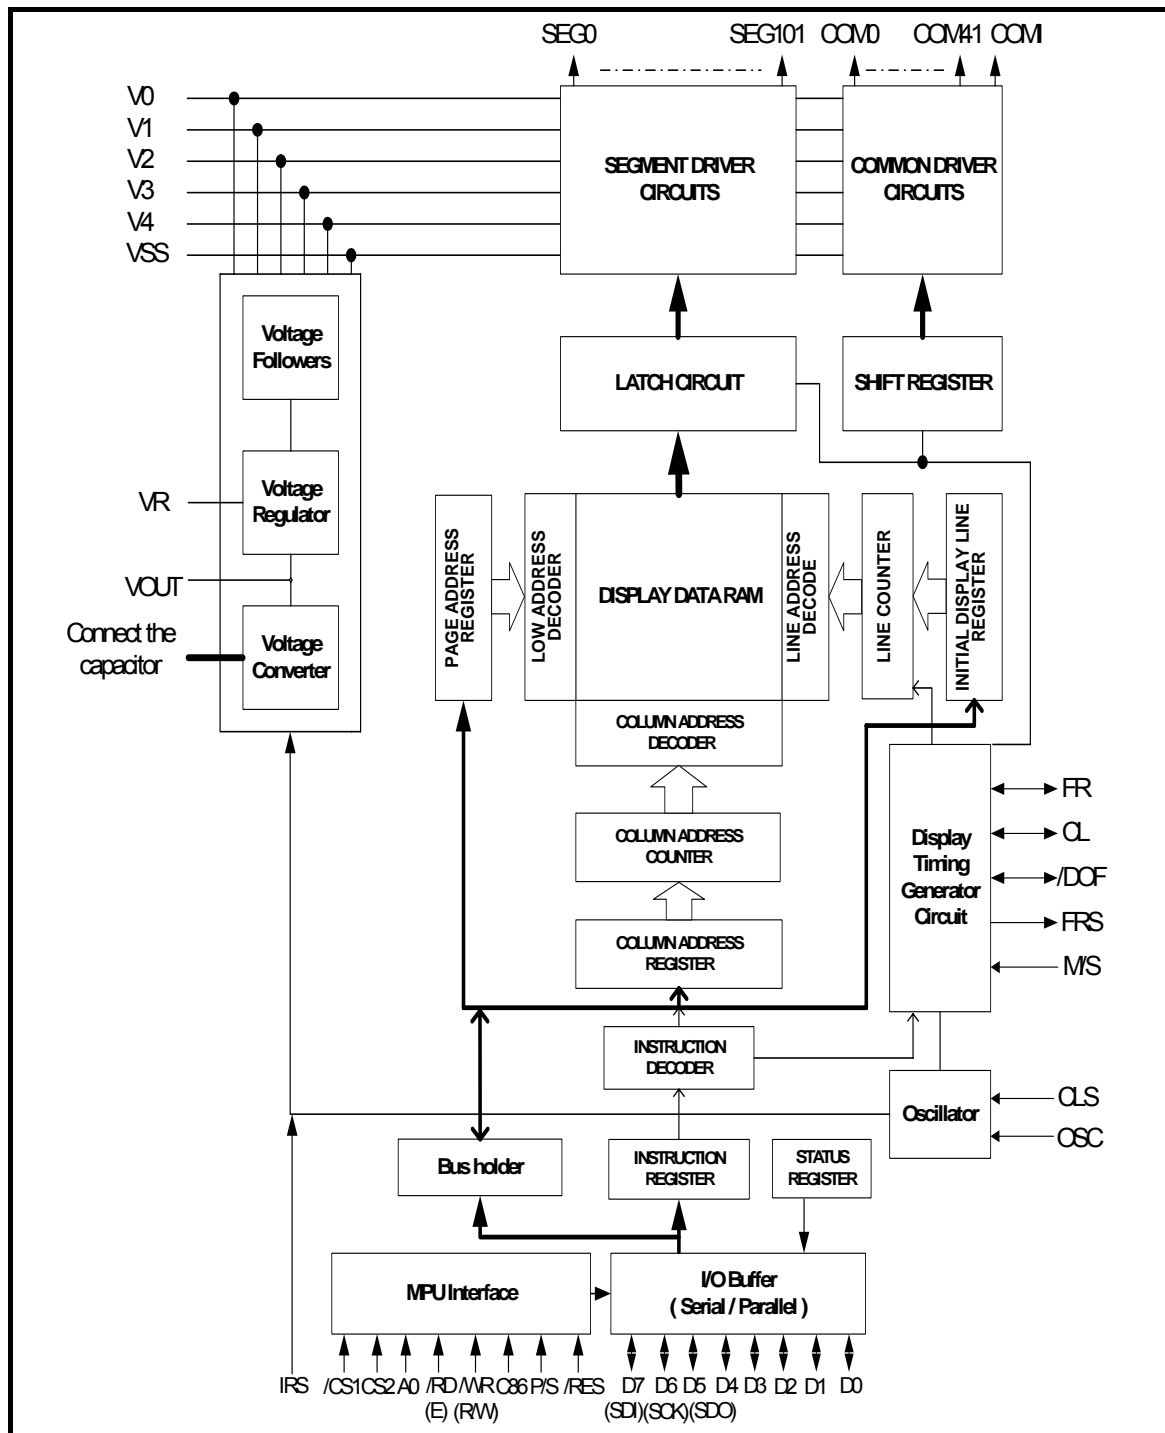 SEG0 SEG101 COM0 COM41 COMI
V0
V1
V2
V3
V4
VSS
SEGMENT DRIVER
CIRCUITS
COMMON DRIVER
CIRCUITS
Voltage
Followers
LATCH CIRCUIT
SHIFT REGISTER
VR
Voltage
Regulator
VOUT
Connect the
capacitor
Voltage
Converter
PAGE ADDRESS
REGISTER
LOW ADDRESS
DECODER
DISPLAY DATA RAM
LINE ADDRESS
DECODE
LINE COUNTER
INITIAL DISPLAY LINE
REGISTER
COLUMN ADDRESS
DECODER
COLUMN ADDRESS
COUNTER
COLUMN ADDRESS
REGISTER
Display
Timing
Generator
Circuit
FR
CL
/DOF
FRS
M/S
INSTRUCTION
DECODER
Oscillator
CLS
OSC
Bus holder
INSTRUCTION
REGISTER
STATUS
REGISTER
MPU Interface
I/O Buffer
( Serial / Parallel )
IRS /CS1 CS2 A0 /RD /WR C86 P/S /RES D7 D6 D5 D4 D3 D2 D1 D0
(E) (R/W) (SDI) (SCK) (SDO)